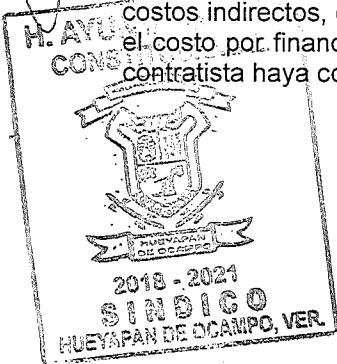 costos indirectos,
el costo por financ
contratista haya co
H. AYU
CONS
HUEYAPAN
DE OCAMPO
2018 - 2021
SINDICO
HUEYAPAN DE OCAMPO, VER.